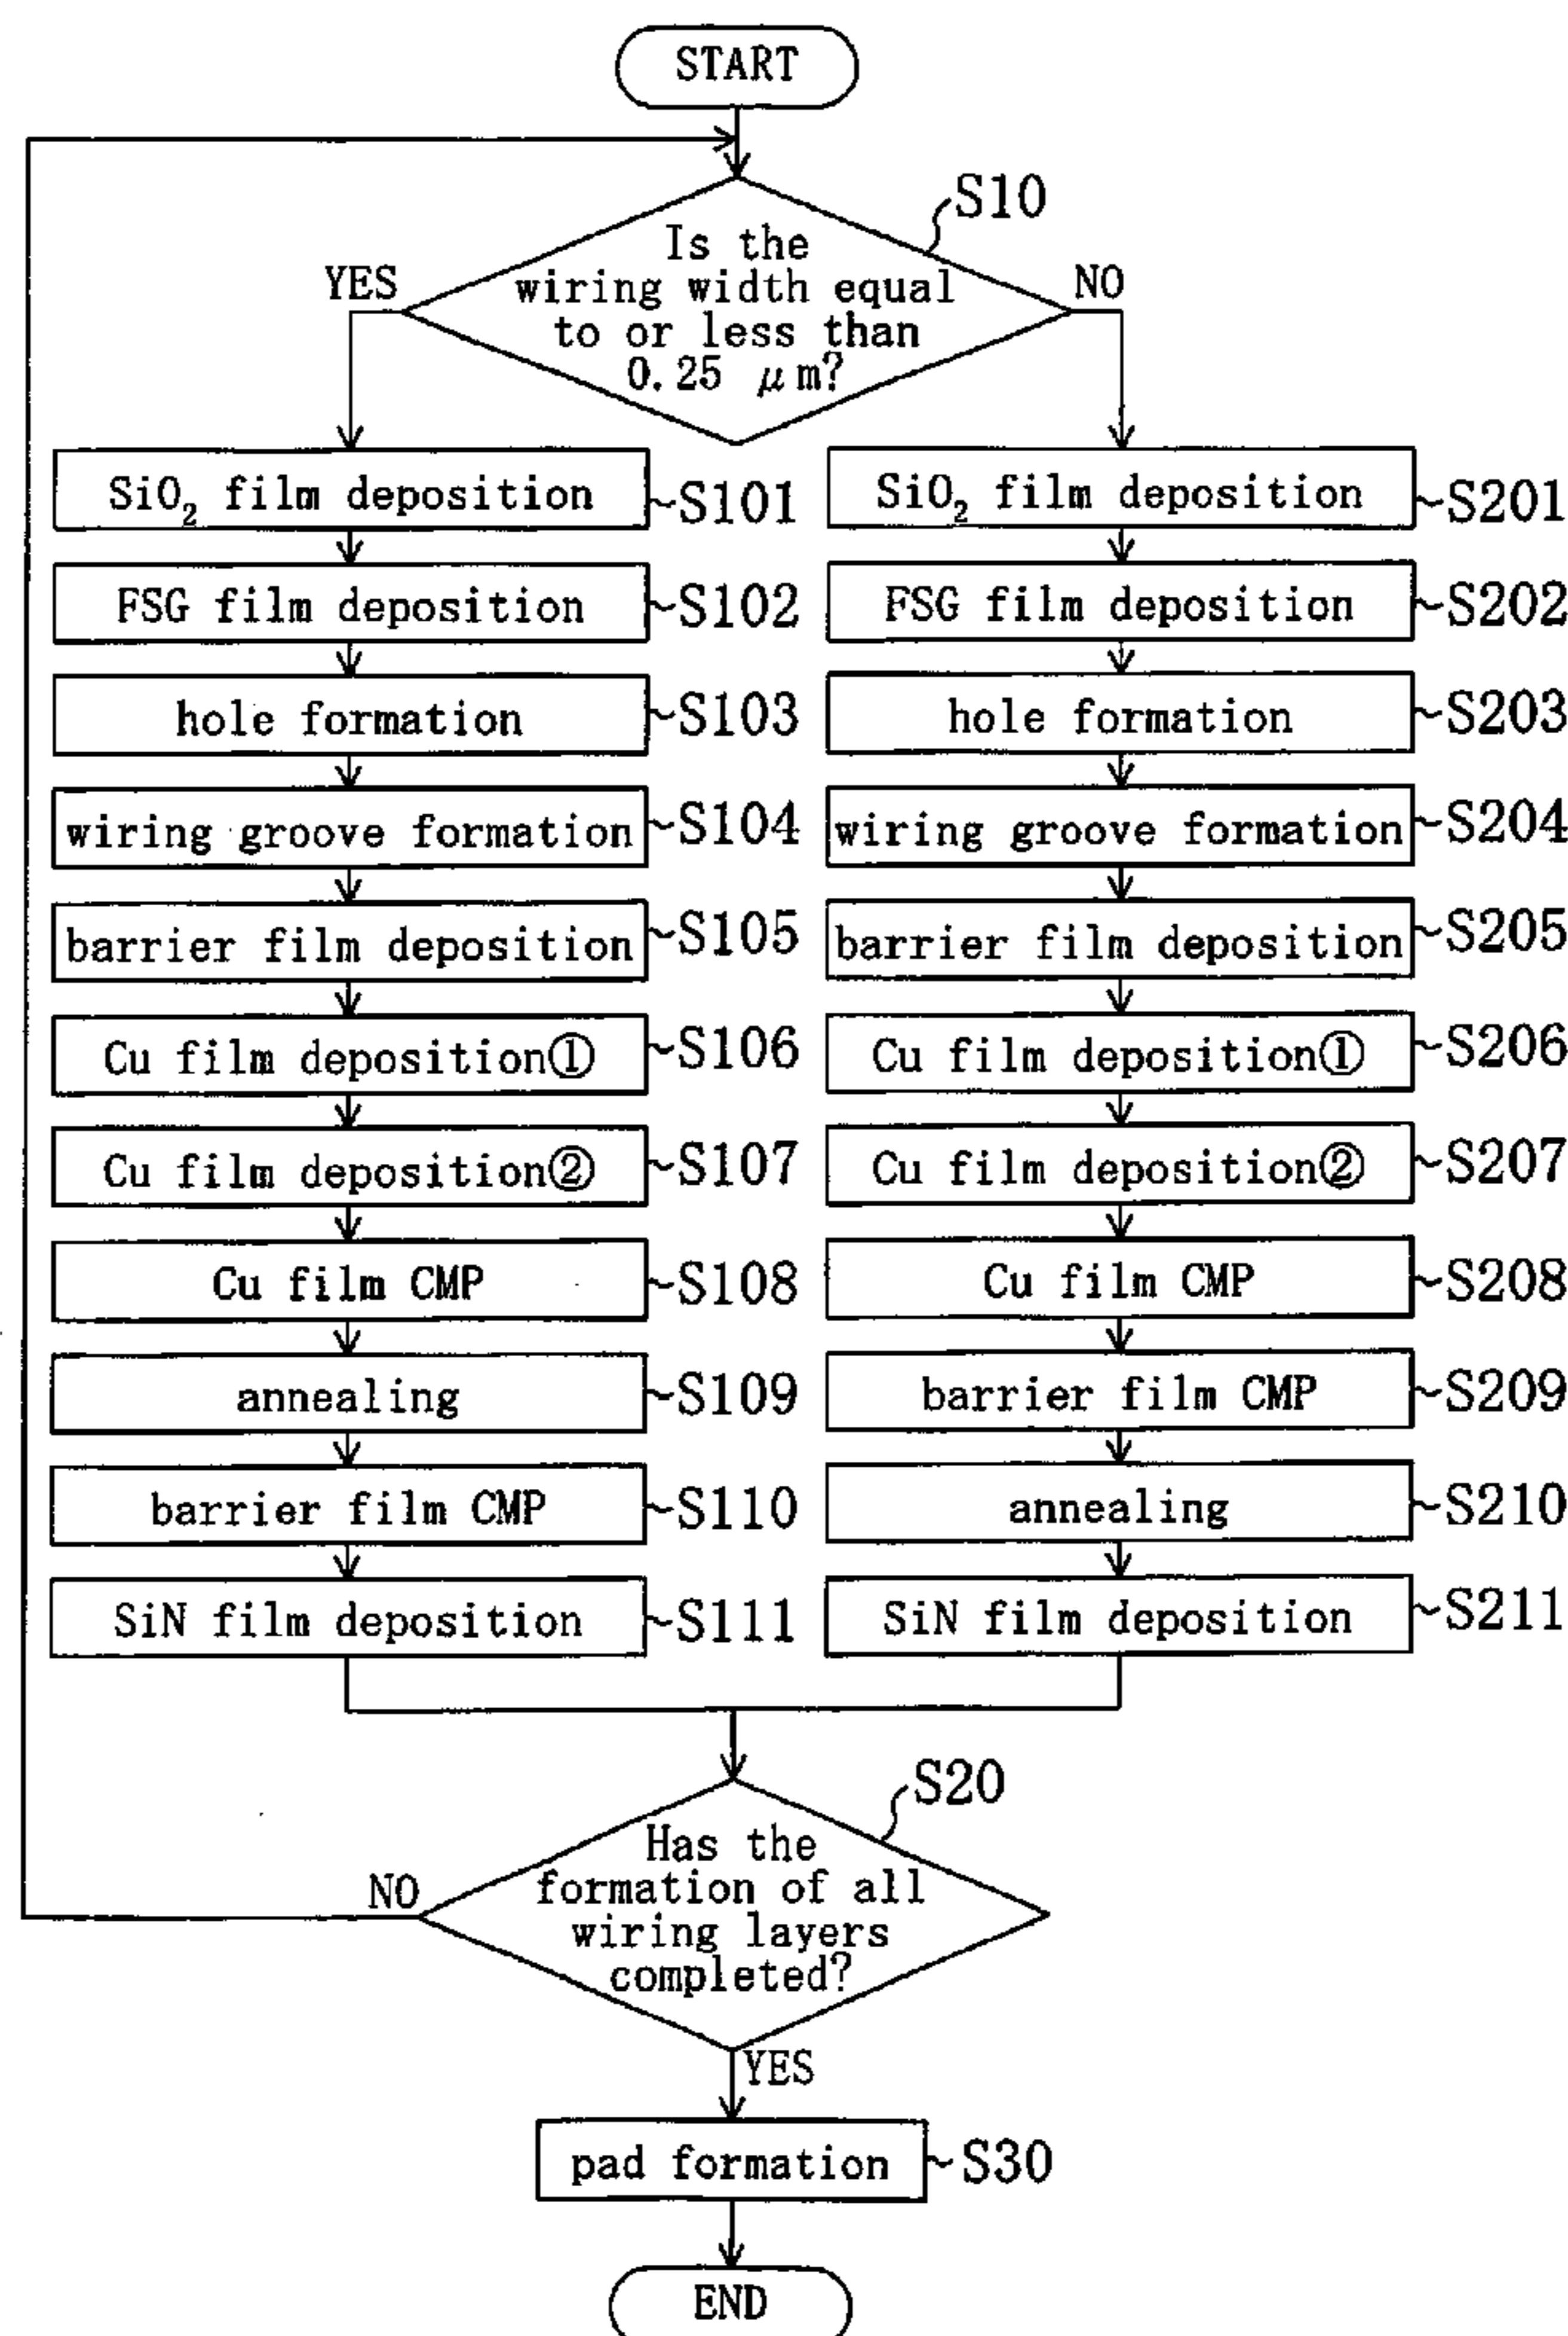 START
S10
Is the
wiring width equal
to or less than
0.25 μm?
YES
NO
SiO₂ film deposition
S101
FSG film deposition
S102
hole formation
S103
wiring groove formation
S104
barrier film deposition
S105
Cu film deposition①
S106
Cu film deposition②
S107
Cu film CMP
S108
annealing
S109
barrier film CMP
S110
SiN film deposition
S111
SiO₂ film deposition
S201
FSG film deposition
S202
hole formation
S203
wiring groove formation
S204
barrier film deposition
S205
Cu film deposition①
S206
Cu film deposition②
S207
Cu film CMP
S208
barrier film CMP
S209
annealing
S210
SiN film deposition
S211
S20
Has the
formation of all
wiring layers
completed?
NO
YES
pad formation
S30
END